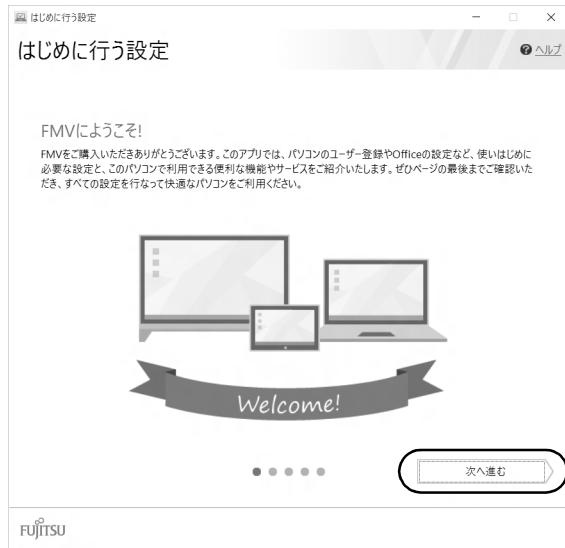 はじめに行う設定
はじめに行う設定
ヘルプ
FMVにようこそ!
FMVをご購入いただきありがとうございます。このアプリでは、パソコンのユーザー登録やOfficeの設定など、使いはじめに
必要な設定と、このパソコンで利用できる便利な機能やサービスをご紹介いたします。ぜひページの最後までご確認いた
だき、すべての設定を行なって快適なパソコンをご利用ください。
Welcome!
次へ進む
FUJITSU